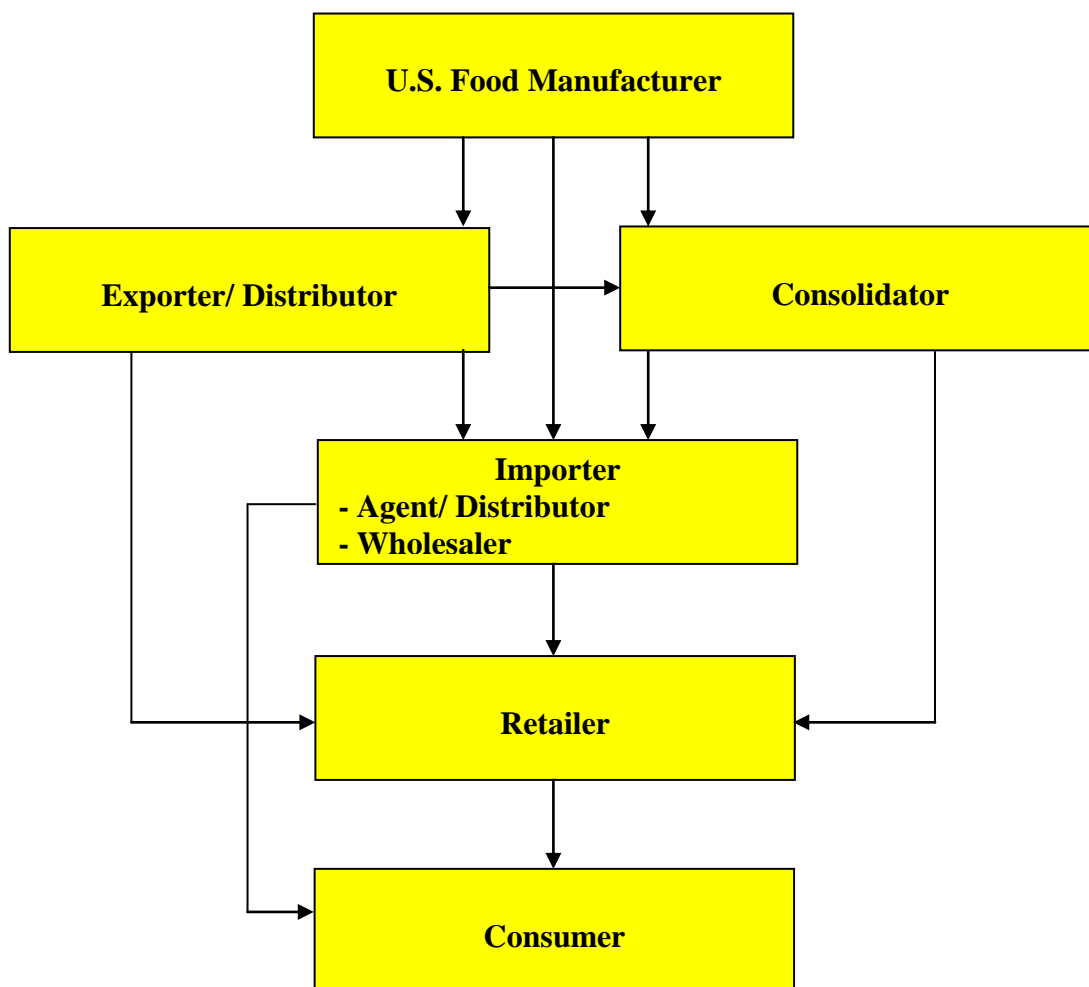 U.S. Food Manufacturer
Exporter/ Distributor
Consolidator
Importer
- Agent/ Distributor
- Wholesaler
Retailer
Consumer